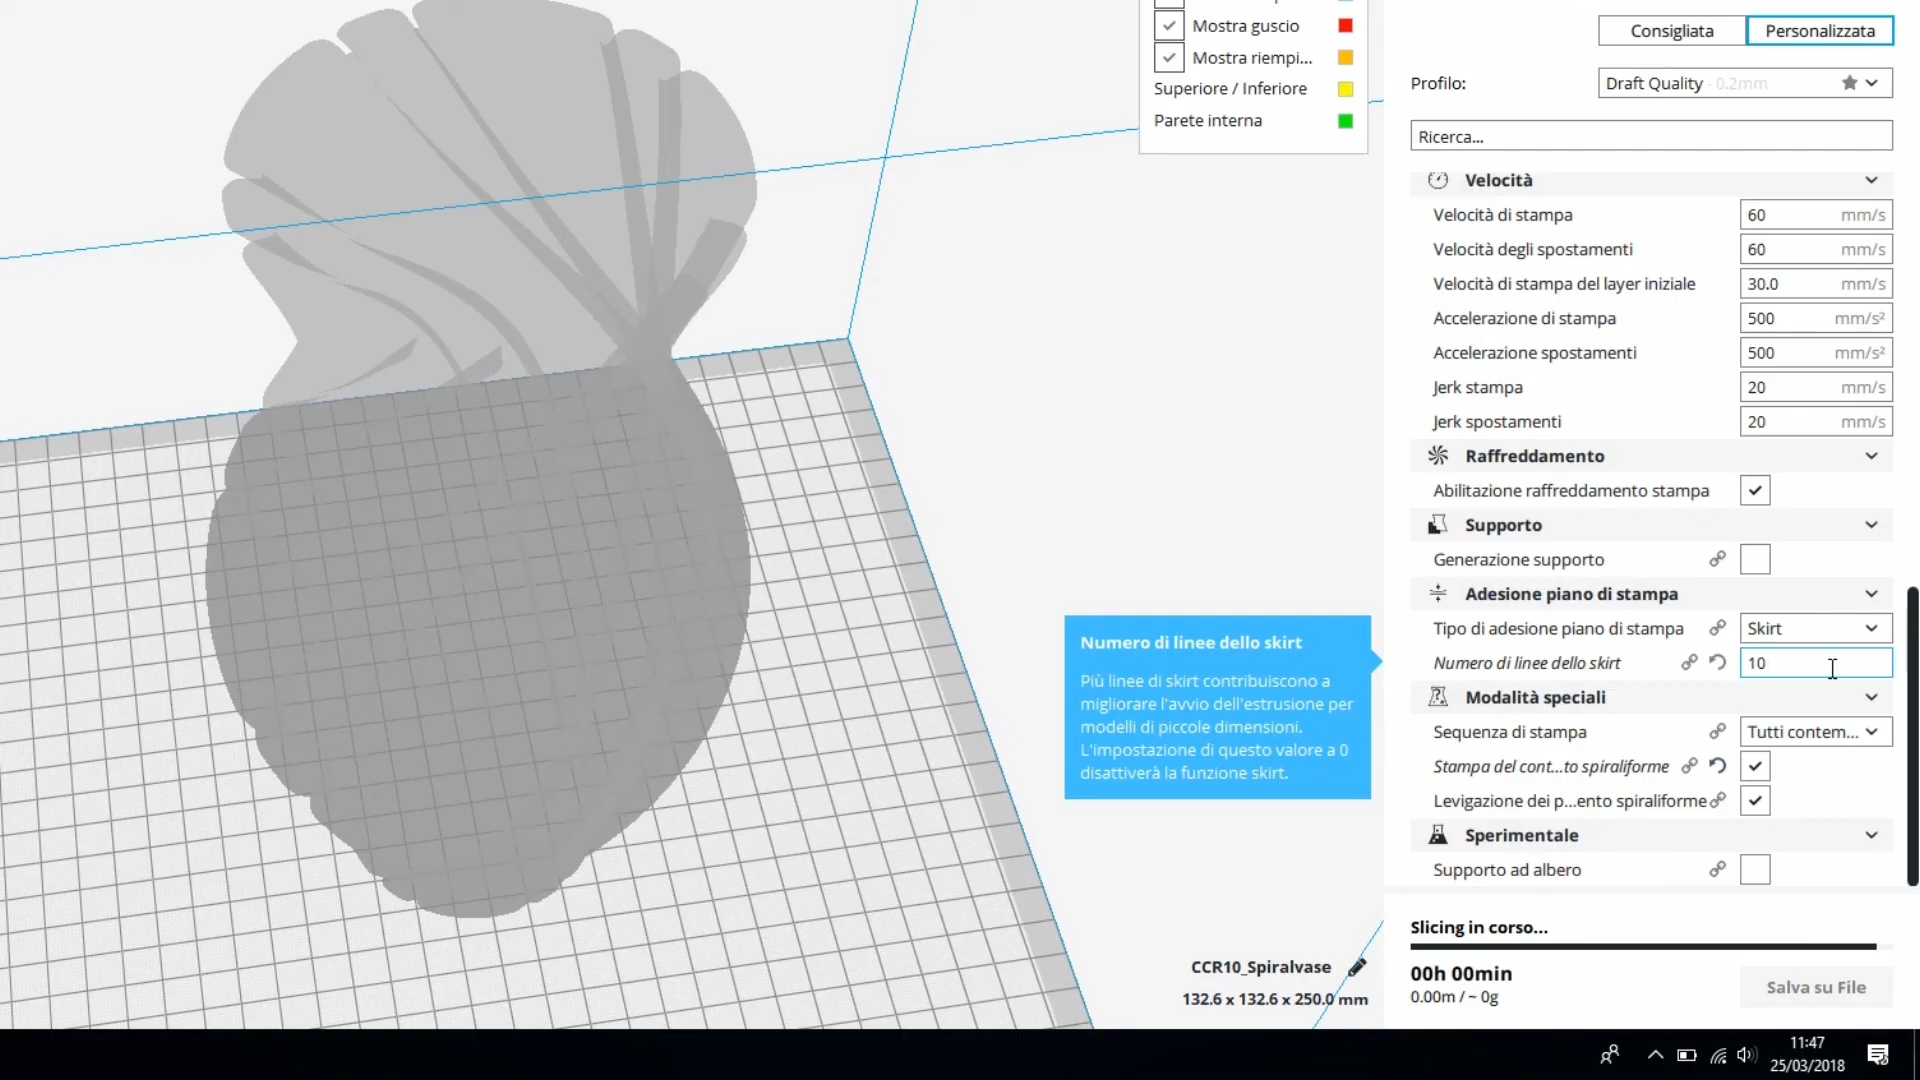 Mostra guscio
Mostra riempi...
Superiore / Inferiore
Parete interna
Consigliata
Personalizzata
Profilo:
Draft Quality - 0.2mm
Ricerca...
Velocità
Velocità di stampa 60 mm/s
Velocità degli spostamenti 60 mm/s
Velocità di stampa del layer iniziale 30.0 mm/s
Accelerazione di stampa 500 mm/s²
Accelerazione spostamenti 500 mm/s²
Jerk stampa 20 mm/s
Jerk spostamenti 20 mm/s
Raffreddamento
Abilitazione raffreddamento stampa
Supporto
Generazione supporto
Adesione piano di stampa
Tipo di adesione piano di stampa Skirt
Numero di linee dello skirt 10
Modalità speciali
Sequenza di stampa Tutti contem...
Stampa del cont...to spiraliforme
Levigazione dei p...ento spiraliforme
Sperimentale
Supporto ad albero
Numero di linee dello skirt
Più linee di skirt contribuiscono a
migliorare l'avvio dell'estrusione per
modelli di piccole dimensioni.
L'impostazione di questo valore a 0
disattiverà la funzione skirt.
Slicing in corso...
00h 00min
0.00m / ~ 0g
Salva su File
CCR10_Spiralvase
132.6 x 132.6 x 250.0 mm
11:47
25/03/2018